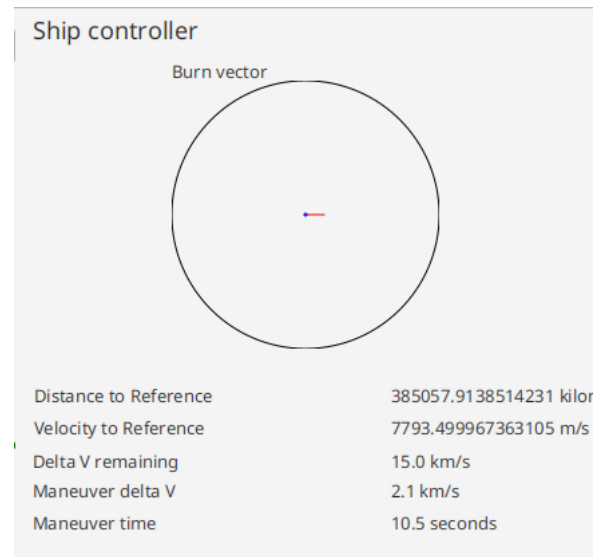 Ship controller
Burn vector
Distance to Reference 385057.9138514231 kilor
Velocity to Reference 7793.499967363105 m/s
Delta V remaining 15.0 km/s
Maneuver delta V 2.1 km/s
Maneuver time 10.5 seconds